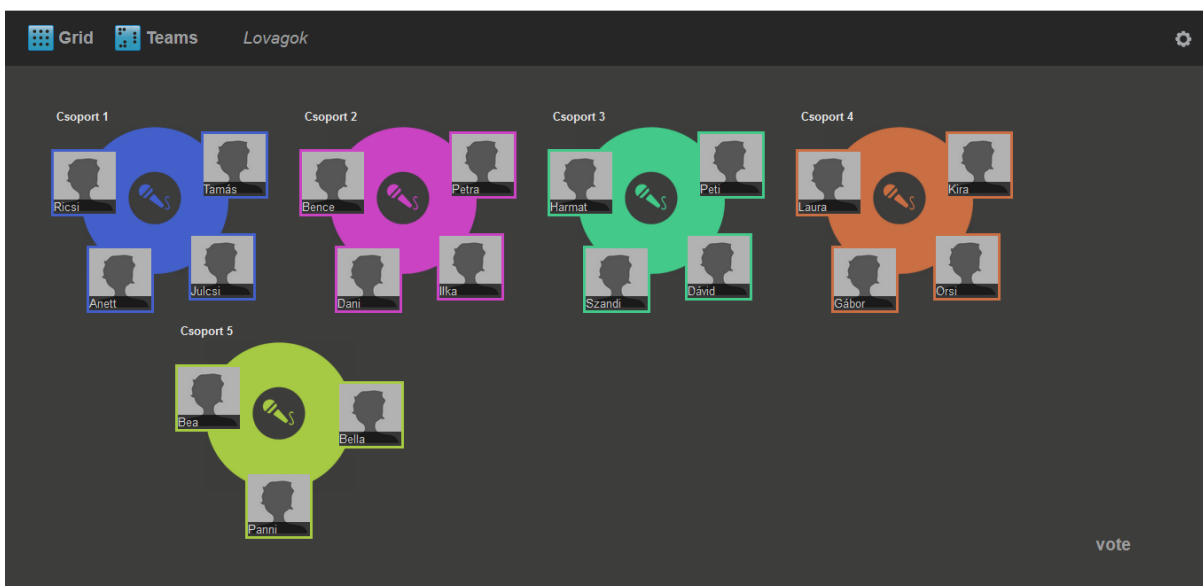 Grid Teams Lovagok
Csoport 1 Csoport 2 Csoport 3 Csoport 4
Ricsi Tamás Bence Petra Harmat Peti Laura Kira
Anett Julcsi Dani Ilka Szandi Dávid Gábor Orsi
Csoport 5
Bea Bella
Panni
vote